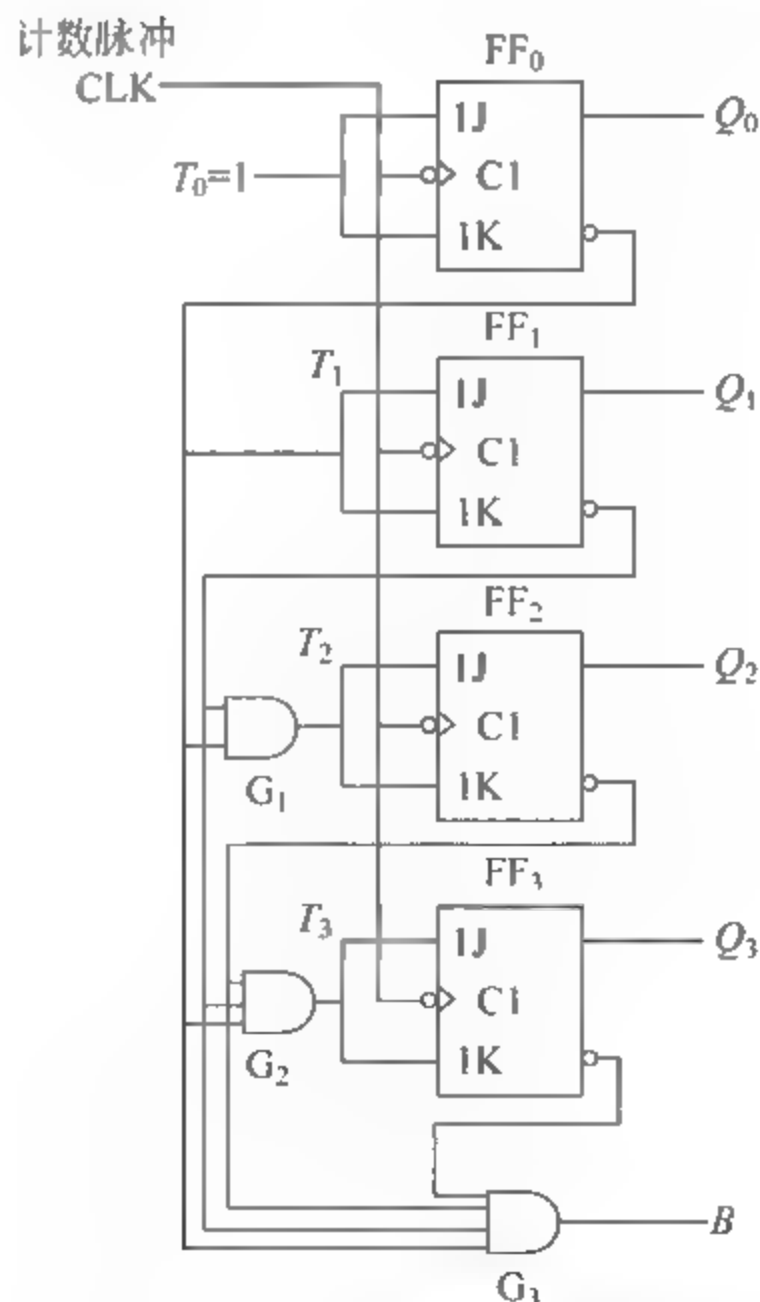 计数脉冲
CLK
FF₀
1J
Q₀
T₀=1
C1
1K
FF₁
T₁
1J
Q₁
C1
1K
FF₂
T₂
1J
Q₂
C1
G₁
1K
FF₃
T₃
1J
Q₃
C1
G₂
1K
B
G₃